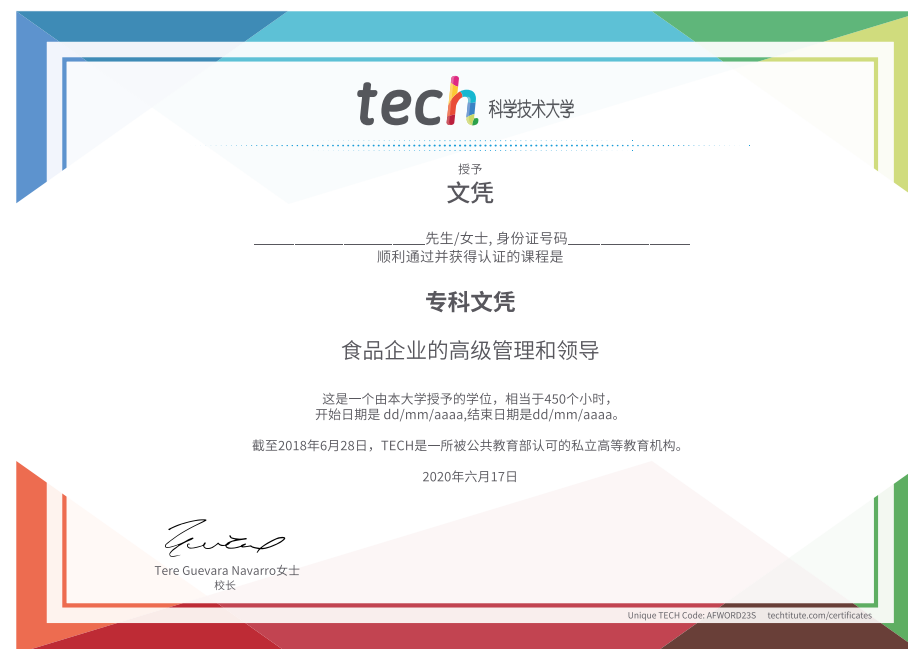 tech 科学技术大学
授予
文凭
________________________先生/女士, 身份证号码_________________
顺利通过并获得认证的课程是
专科文凭
食品企业的高级管理和领导
这是一个由本大学授予的学位，相当于450个小时，
开始日期是 dd/mm/aaaa,结束日期是dd/mm/aaaa。
截至2018年6月28日，TECH是一所被公共教育部认可的私立高等教育机构。
2020年六月17日
Tere Guevara Navarro女士
校长
Unique TECH Code: AFWORD23S techtitute.com/certificates